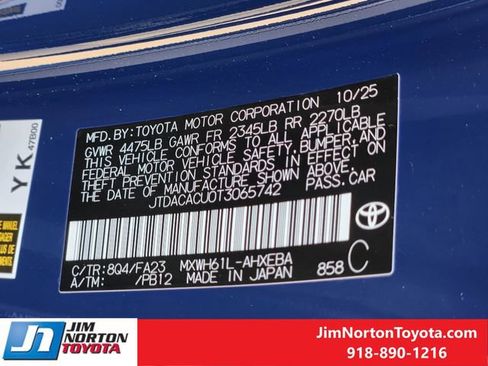 MFD. BY: TOYOTA MOTOR CORPORATION 10/25
GVWR 4475LB GAWR FR 2345LB RR 2270LB
THIS VEHICLE CONFORMS TO ALL APPLICABLE
FEDERAL MOTOR VEHICLE SAFETY, BUMPER, AND
THEFT PREVENTION STANDARDS IN EFFECT ON
THE DATE OF MANUFACTURE SHOWN ABOVE.
JTDACACU0T3065742 PASS. CAR
C/TR: 8Q4/FA23 MXWH61L-AHXEBA
A/TM: /PB12 MADE IN JAPAN 858 C
YK
47B00
JIM
NORTON
TOYOTA
JimNortonToyota.com
918-890-1216